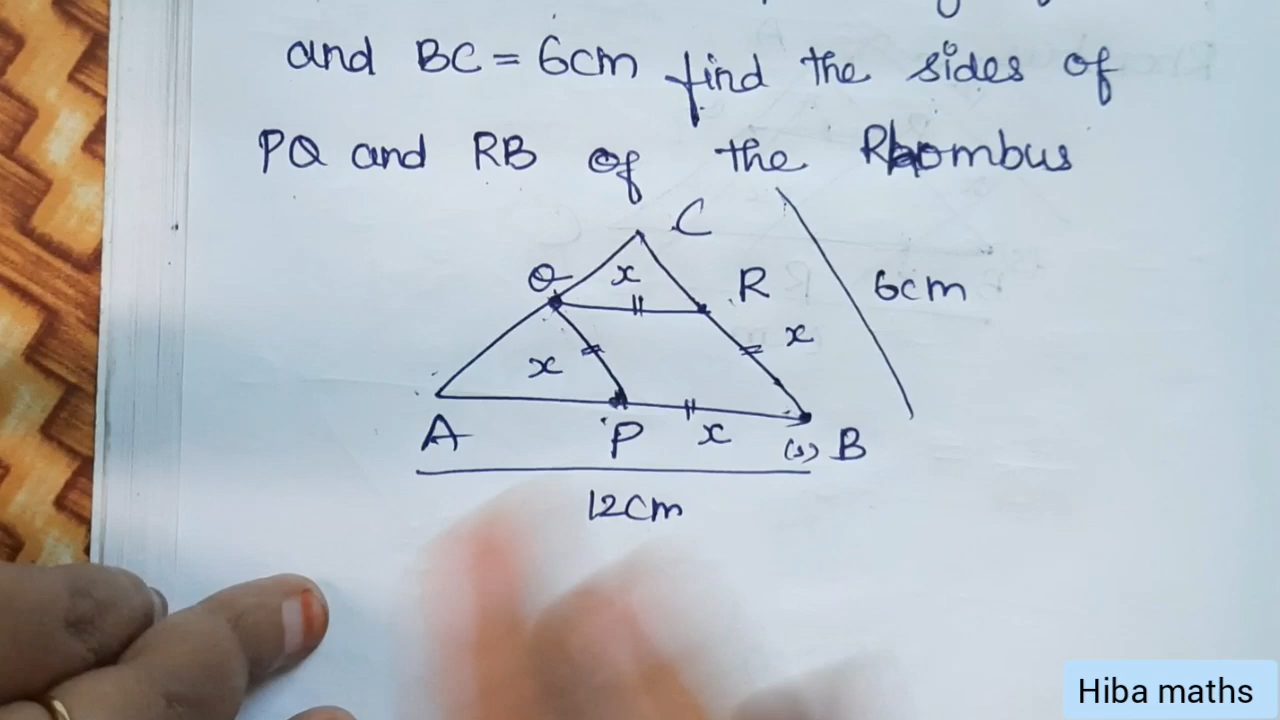 and BC = 6cm find the sides of
PQ and RB of the Rhombus
C
Q x R 6cm
x x
A P x (s) B
12cm
Hiba maths